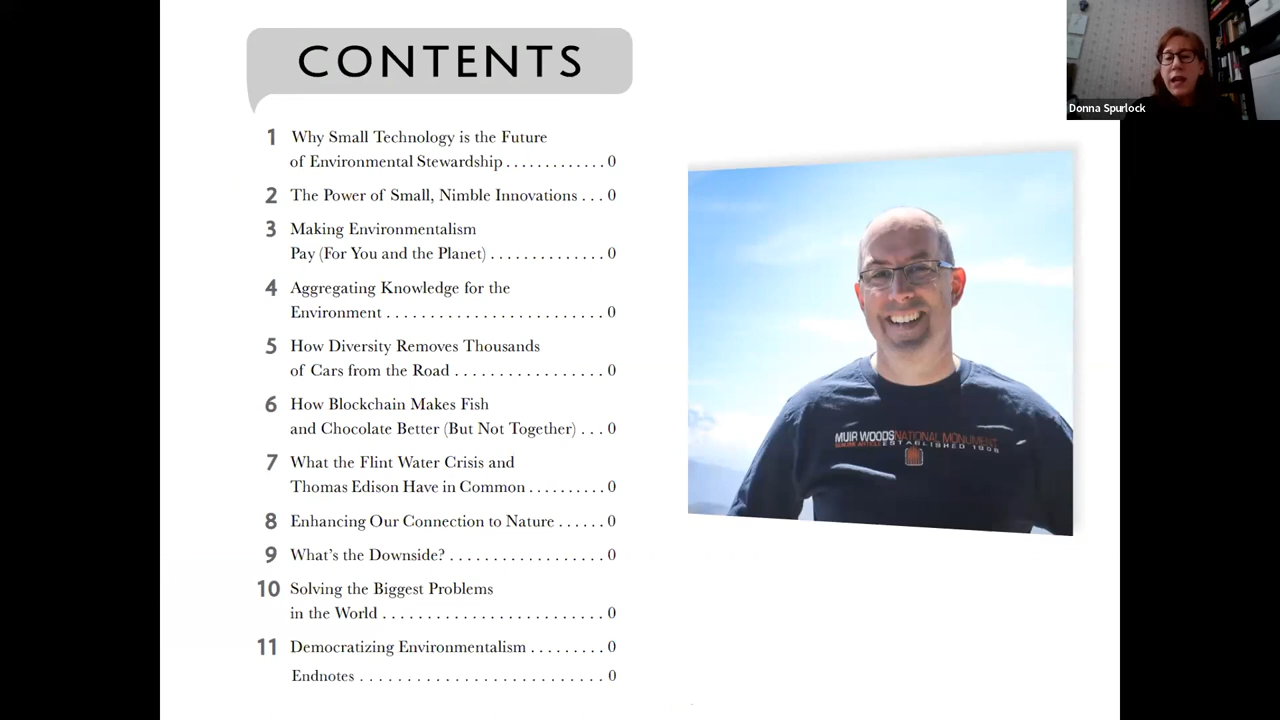 CONTENTS
1 Why Small Technology is the Future
of Environmental Stewardship . . . . . . . . . . . . . 0
2 The Power of Small, Nimble Innovations . . . 0
3 Making Environmentalism
Pay (For You and the Planet) . . . . . . . . . . . . . . 0
4 Aggregating Knowledge for the
Environment . . . . . . . . . . . . . . . . . . . . . . . . . 0
5 How Diversity Removes Thousands
of Cars from the Road . . . . . . . . . . . . . . . . . 0
6 How Blockchain Makes Fish
and Chocolate Better (But Not Together) . . . 0
7 What the Flint Water Crisis and
Thomas Edison Have in Common . . . . . . . . . . 0
8 Enhancing Our Connection to Nature . . . . . . 0
9 What's the Downside? . . . . . . . . . . . . . . . . . . 0
10 Solving the Biggest Problems
in the World . . . . . . . . . . . . . . . . . . . . . . . . . 0
11 Democratizing Environmentalism . . . . . . . . . 0
Endnotes . . . . . . . . . . . . . . . . . . . . . . . . . . . 0
Donna Spurlock
MUIR WOODS NATIONAL MONUMENT
GENUINE ARTICLE ESTABLISHED 1908